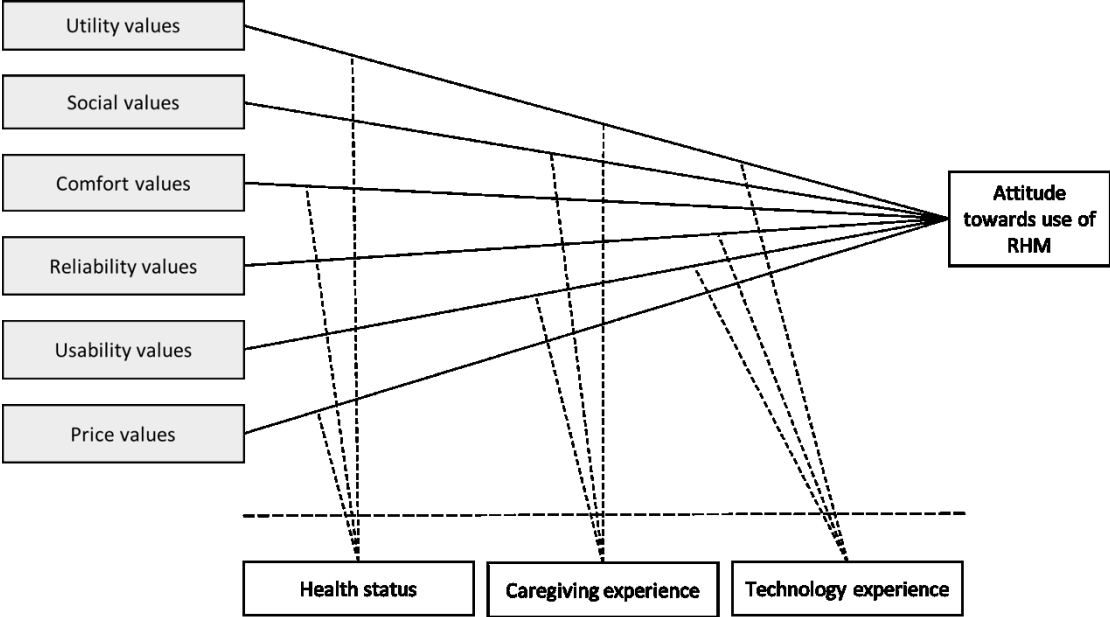 Utility values
Social values
Comfort values
Reliability values
Usability values
Price values
Attitude
towards use of
RHM
Health status
Caregiving experience
Technology experience